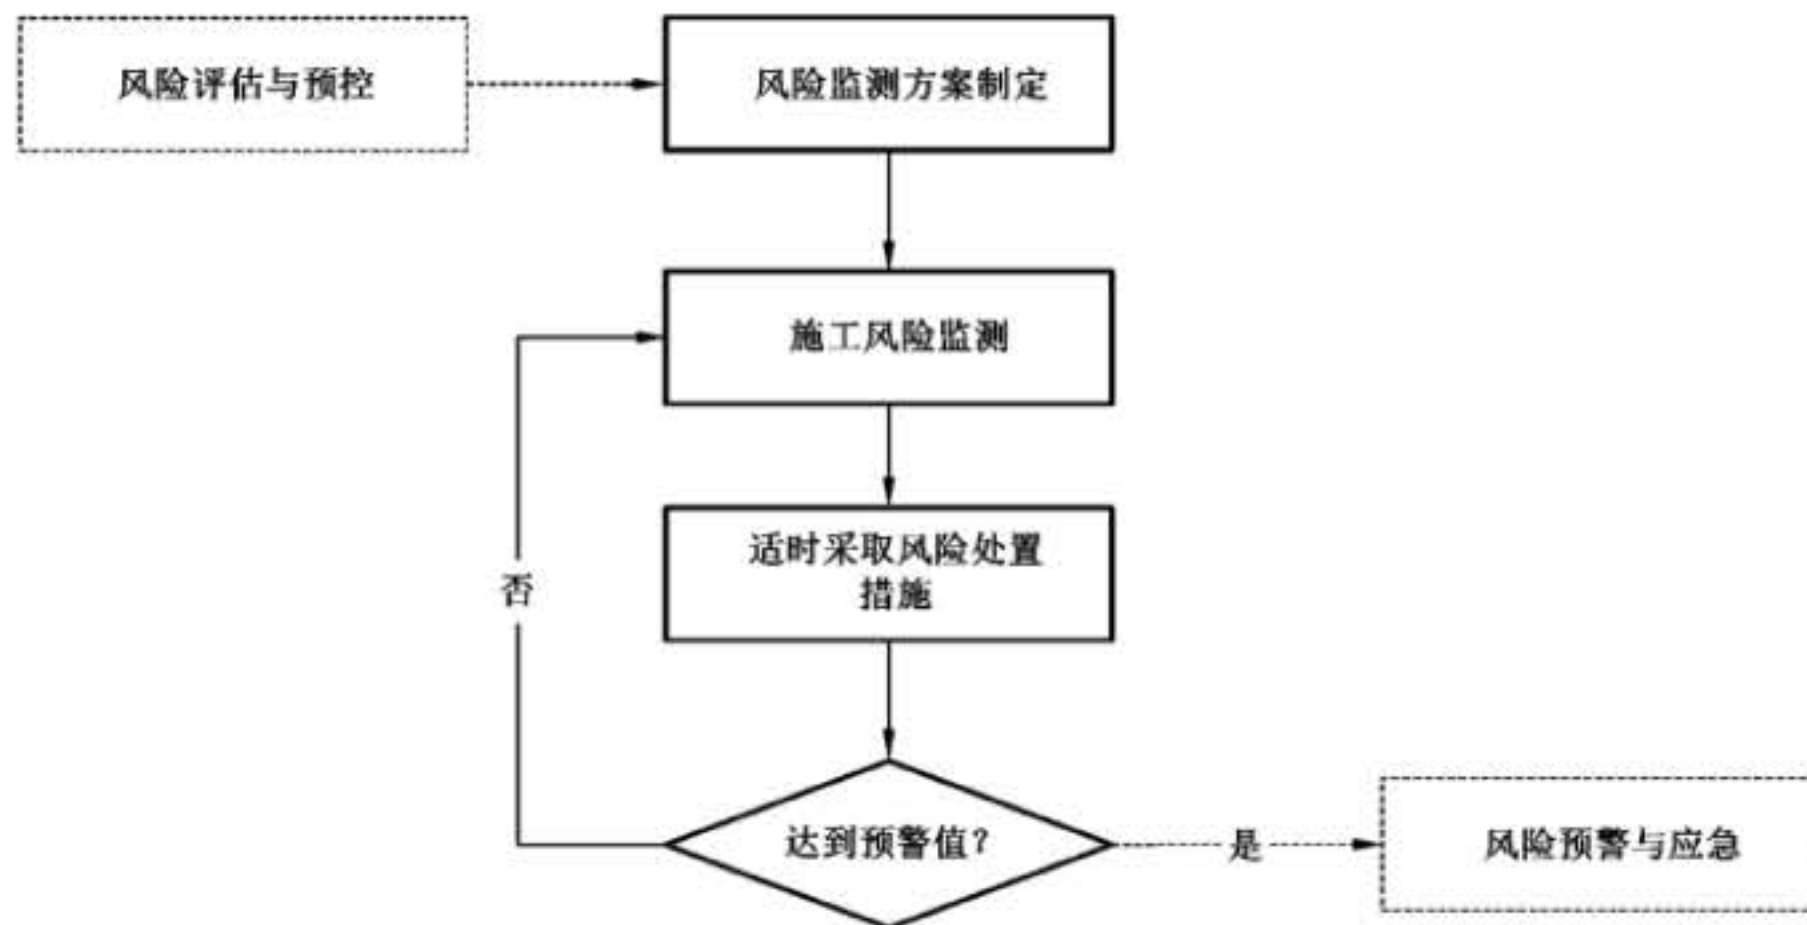 风险评估与预控
风险监测方案制定
施工风险监测
适时采取风险处置
措施
否
达到预警值?
是
风险预警与应急